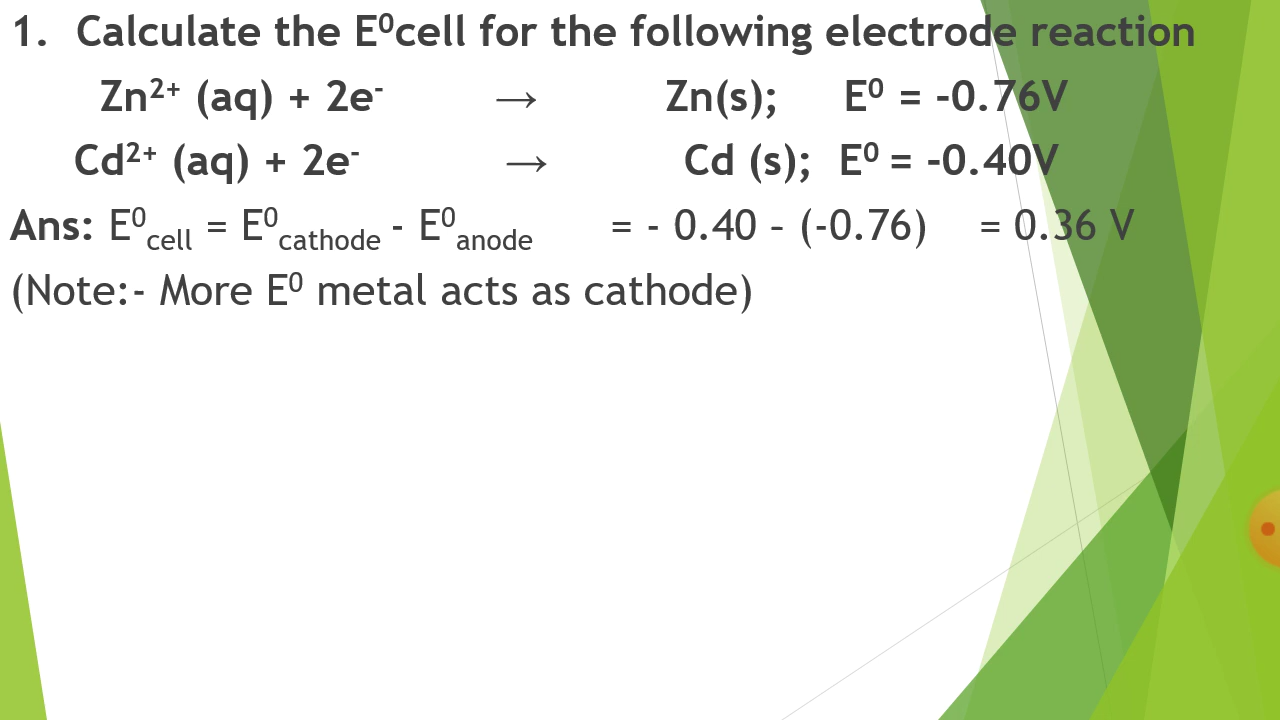 1. Calculate the E⁰cell for the following electrode reaction
Zn²⁺ (aq) + 2e⁻ → Zn(s); E⁰ = -0.76V
Cd²⁺ (aq) + 2e⁻ → Cd (s); E⁰ = -0.40V
Ans: E⁰cell = E⁰cathode - E⁰anode = - 0.40 – (-0.76) = 0.36 V
(Note:- More E⁰ metal acts as cathode)